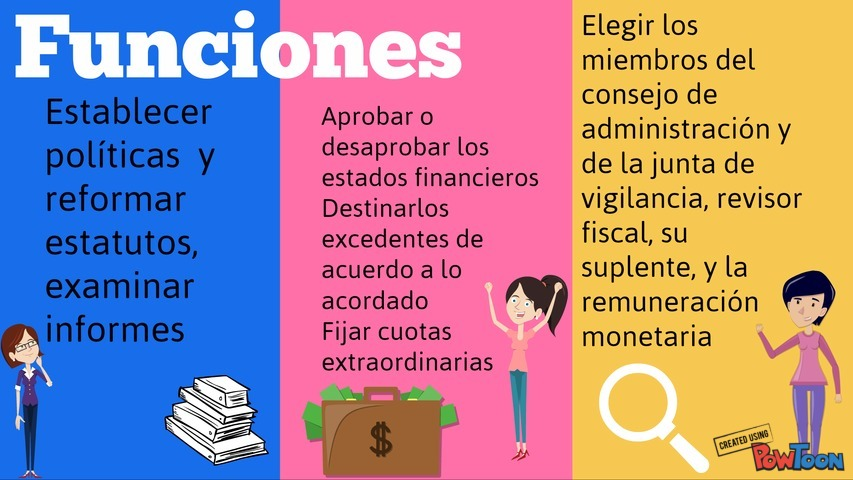 Funciones
Establecer
políticas y
reformar
estatutos,
examinar
informes
Aprobar o
desaprobar los
estados financieros
Destinarlos
excedentes de
acuerdo a lo
acordado
Fijar cuotas
extraordinarias
Elegir los
miembros del
consejo de
administración y
de la junta de
vigilancia, revisor
fiscal, su
suplente, y la
remuneración
monetaria
$
CREATED USING
POWTOON